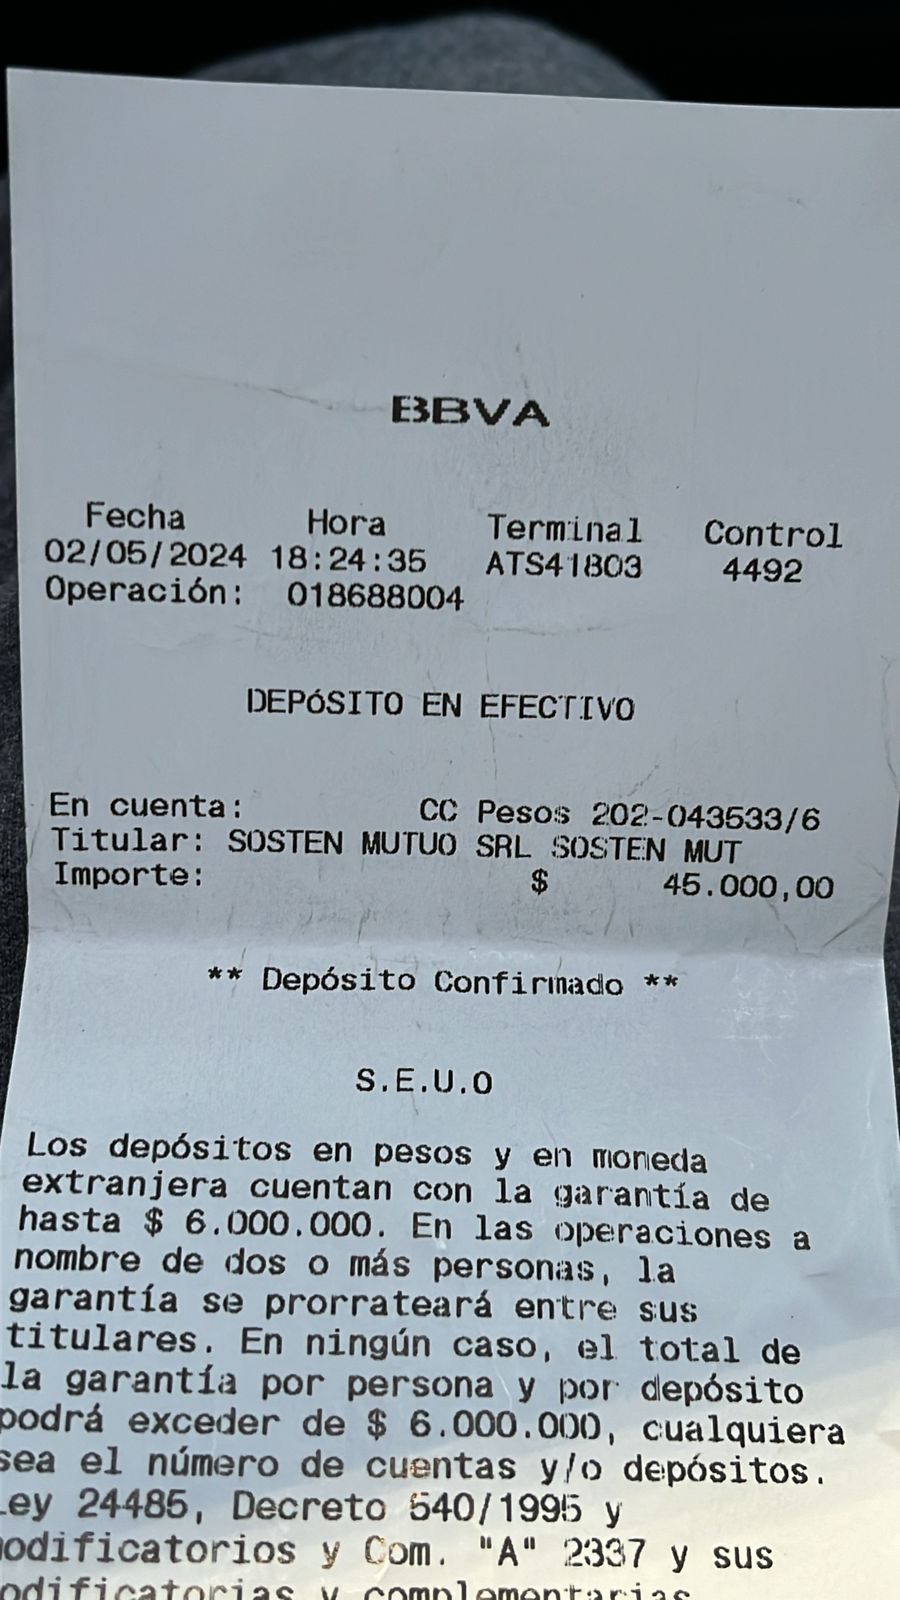 BBVA
Fecha Hora Terminal Control
02/05/2024 18:24:35 ATS41803 4492
Operación: 018688004
DEPóSITO EN EFECTIVO
En cuenta: CC Pesos 202-043533/6
Titular: SOSTEN MUTUO SRL SOSTEN MUT
Importe: $ 45.000,00
** Depósito Confirmado **
S.E.U.O
Los depósitos en pesos y en moneda
extranjera cuentan con la garantía de
hasta $ 6.000.000. En las operaciones a
nombre de dos o más personas, la
garantía se prorrateará entre sus
titulares. En ningún caso, el total de
la garantía por persona y por depósito
podrá exceder de $ 6.000.000, cualquiera
sea el número de cuentas y/o depósitos.
Ley 24485, Decreto 540/1995 y
modificatorios y Com. "A" 2337 y sus
modificatorias y complementarias